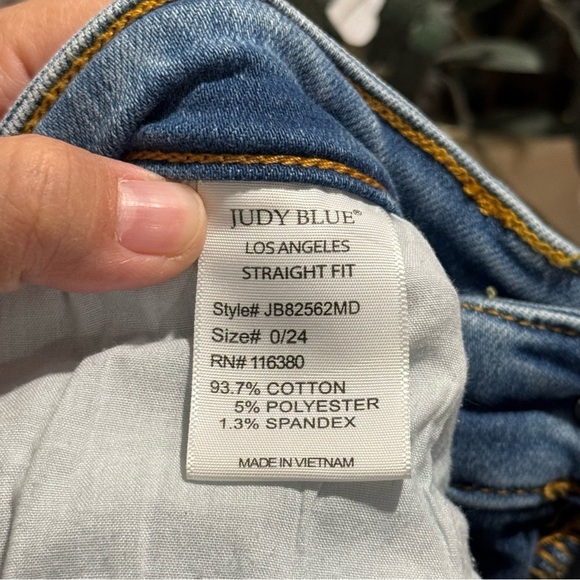 JUDY BLUE®
LOS ANGELES
STRAIGHT FIT
Style# JB82562MD
Size# 0/24
RN# 116380
93.7% COTTON
5% POLYESTER
1.3% SPANDEX
MADE IN VIETNAM